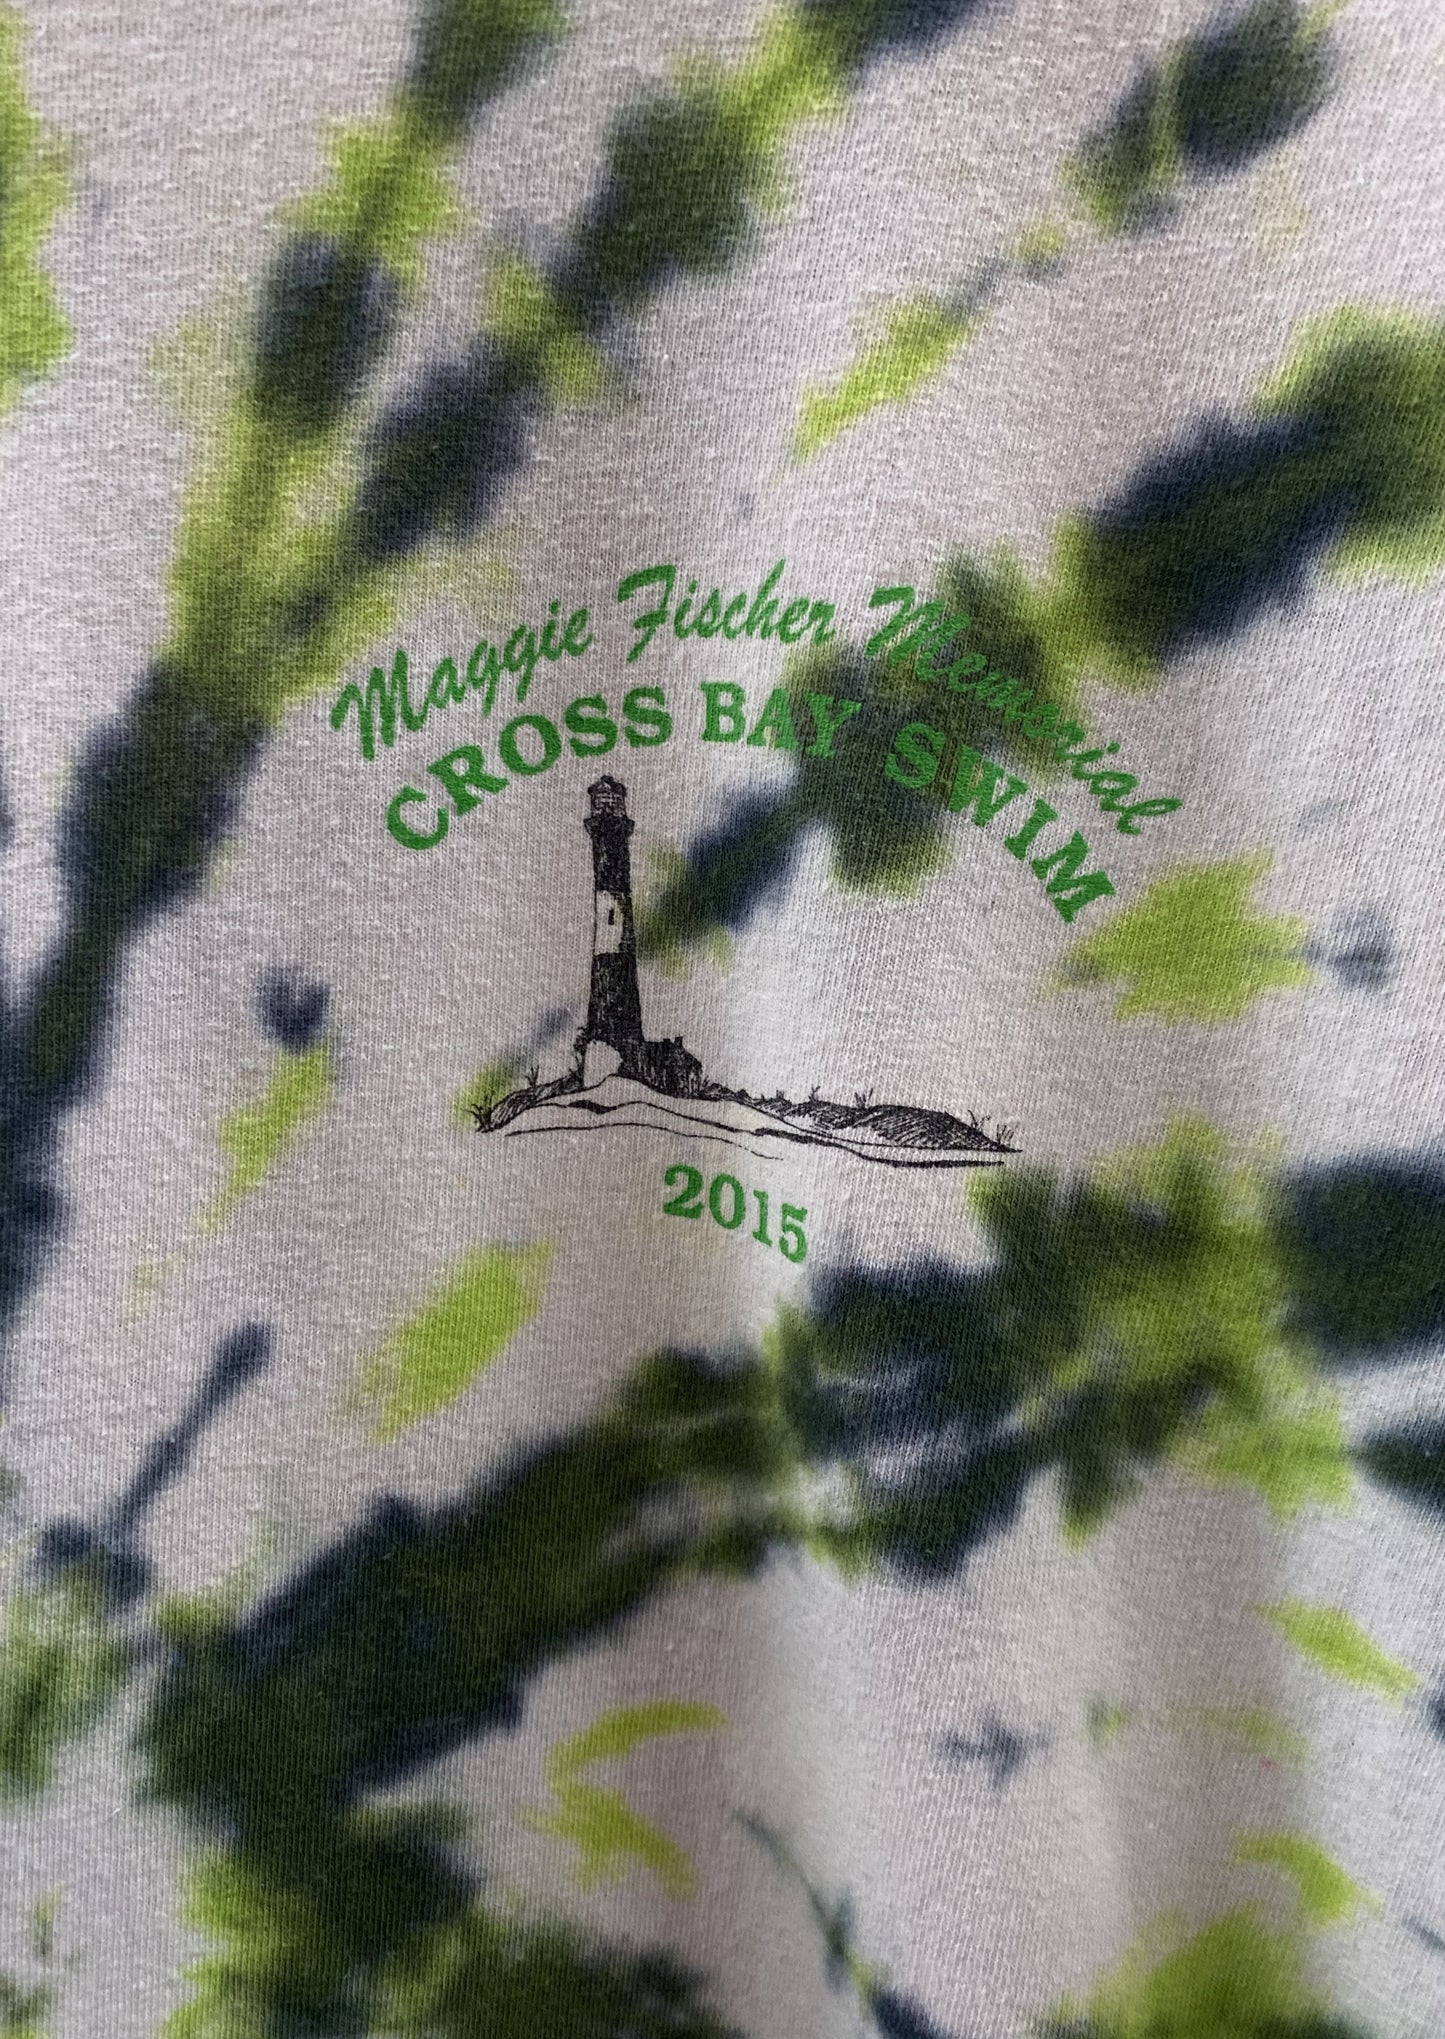 Maggie Fischer Memorial
CROSS BAY SWIM
2015